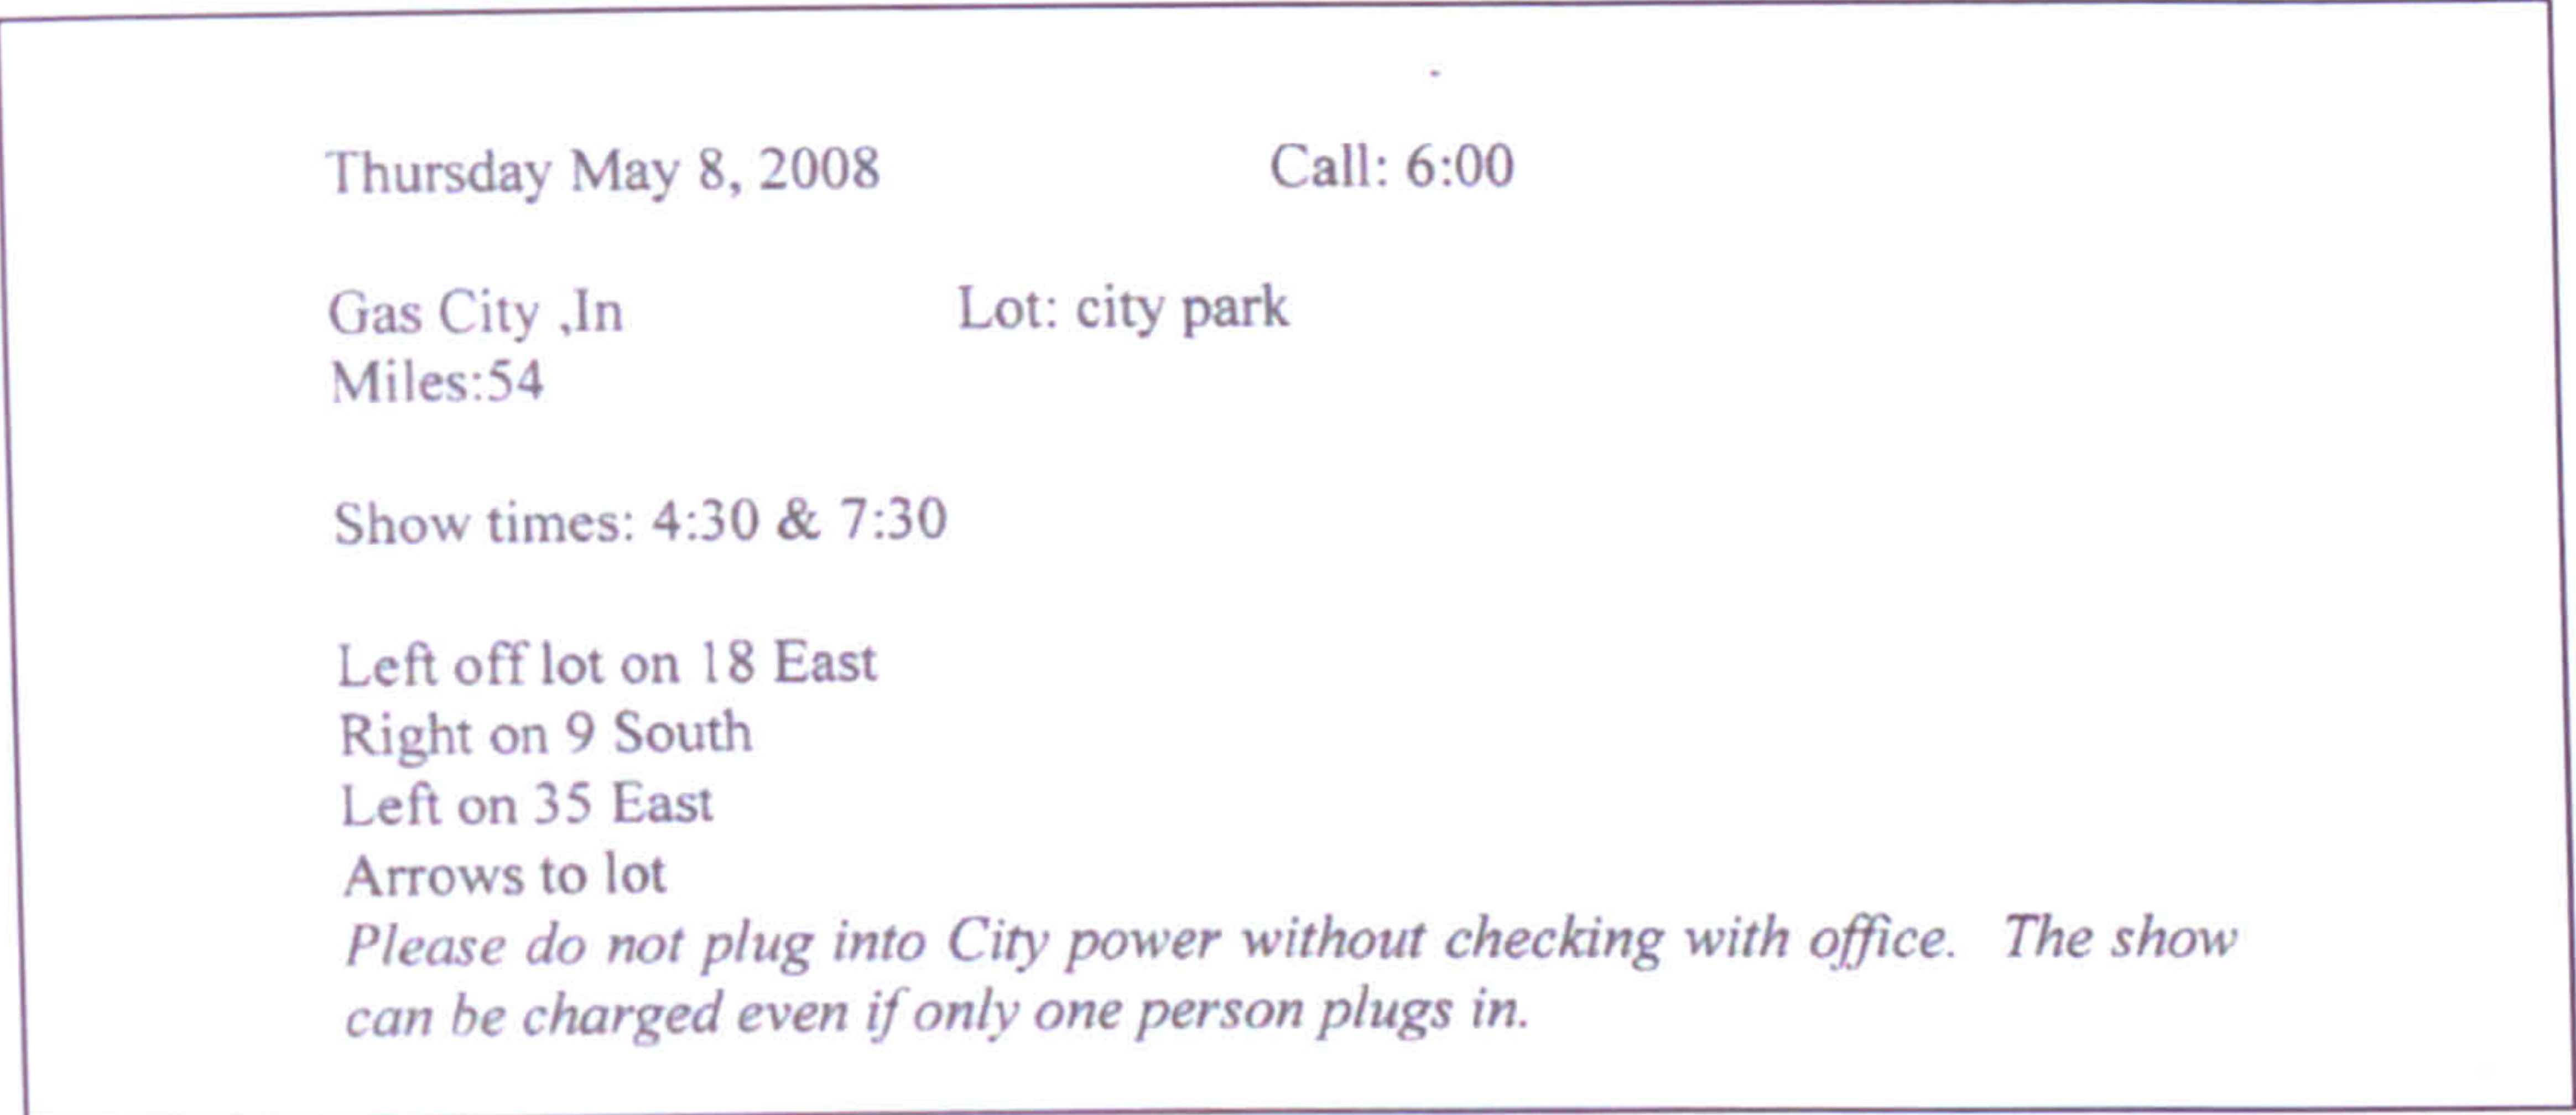 Thursday May 8, 2008 Call: 6:00
Gas City ,In Lot: city park
Miles:54
Show times: 4:30 & 7:30
Left off lot on 18 East
Right on 9 South
Left on 35 East
Arrows to lot
Please do not plug into City power without checking with office. The show
can be charged even if only one person plugs in.